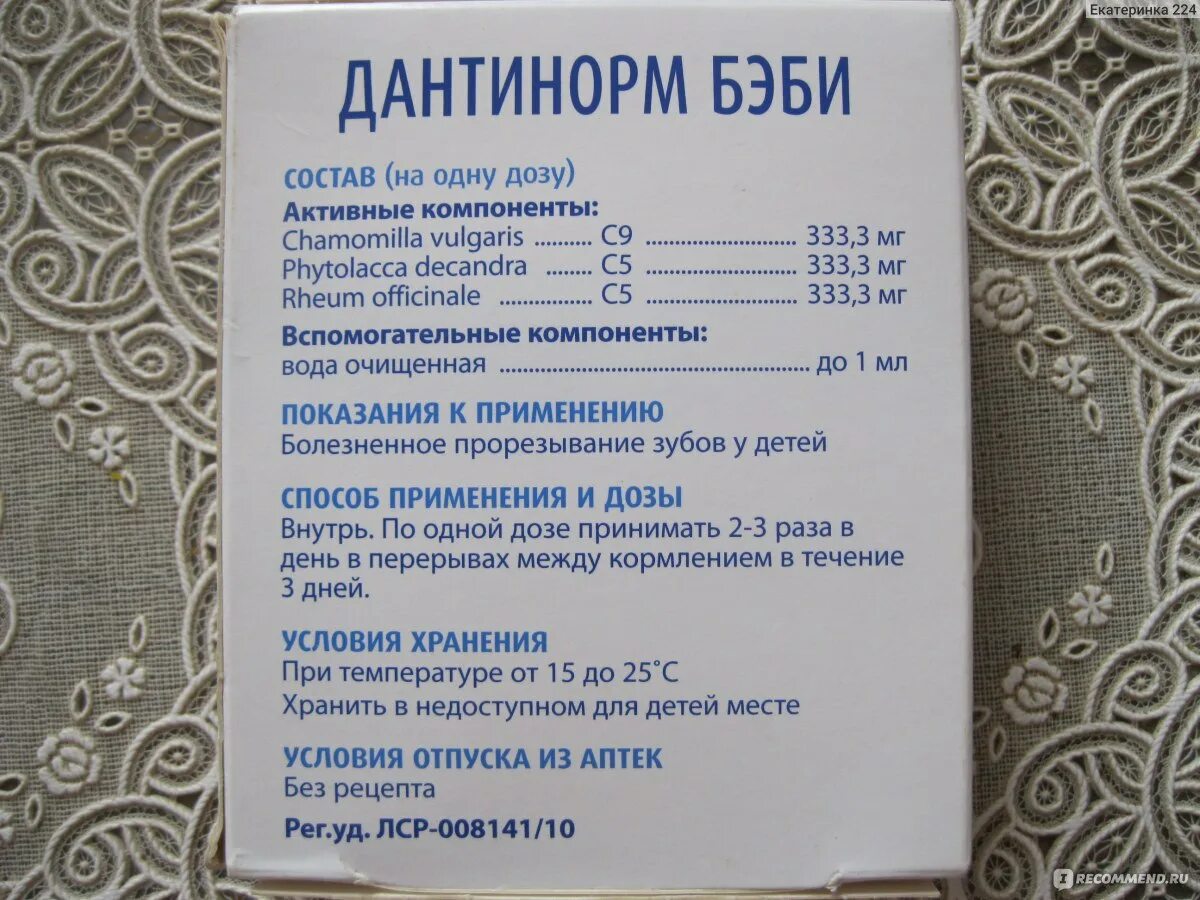 Екатеринка 224
ДАНТИНОРМ БЭБИ
СОСТАВ (на одну дозу)
Активные компоненты:
Chamomilla vulgaris .......... C9 .......................... 333,3 мг
Phytolacca decandra ........ C5 .......................... 333,3 мг
Rheum officinale ................ C5 .......................... 333,3 мг
Вспомогательные компоненты:
вода очищенная ...................................................... до 1 мл
ПОКАЗАНИЯ К ПРИМЕНЕНИЮ
Болезненное прорезывание зубов у детей
СПОСОБ ПРИМЕНЕНИЯ И ДОЗЫ
Внутрь. По одной дозе принимать 2-3 раза в
день в перерывах между кормлением в течение
3 дней.
УСЛОВИЯ ХРАНЕНИЯ
При температуре от 15 до 25˚С
Хранить в недоступном для детей месте
УСЛОВИЯ ОТПУСКА ИЗ АПТЕК
Без рецепта
Рег.уд. ЛСР-008141/10
IRECOMMEND.RU